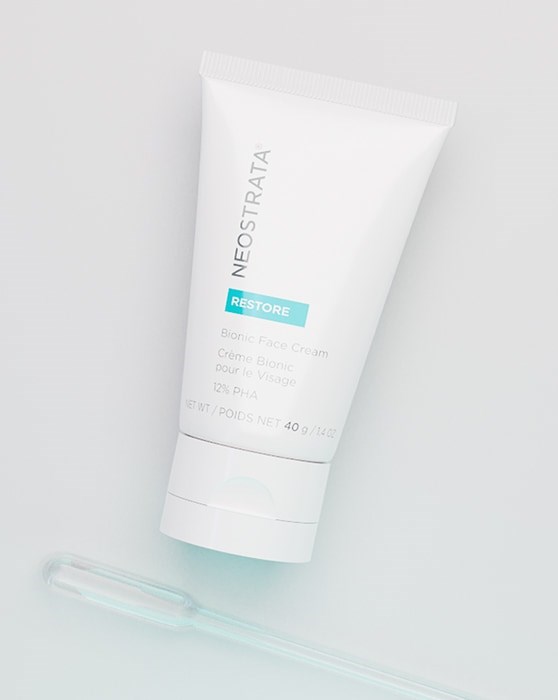 NEOSTRATA®
RESTORE
Bionic Face Cream
Crème Bionic
pour le Visage
12% PHA
NET WT / POIDS NET 40 g / 1.4 OZ